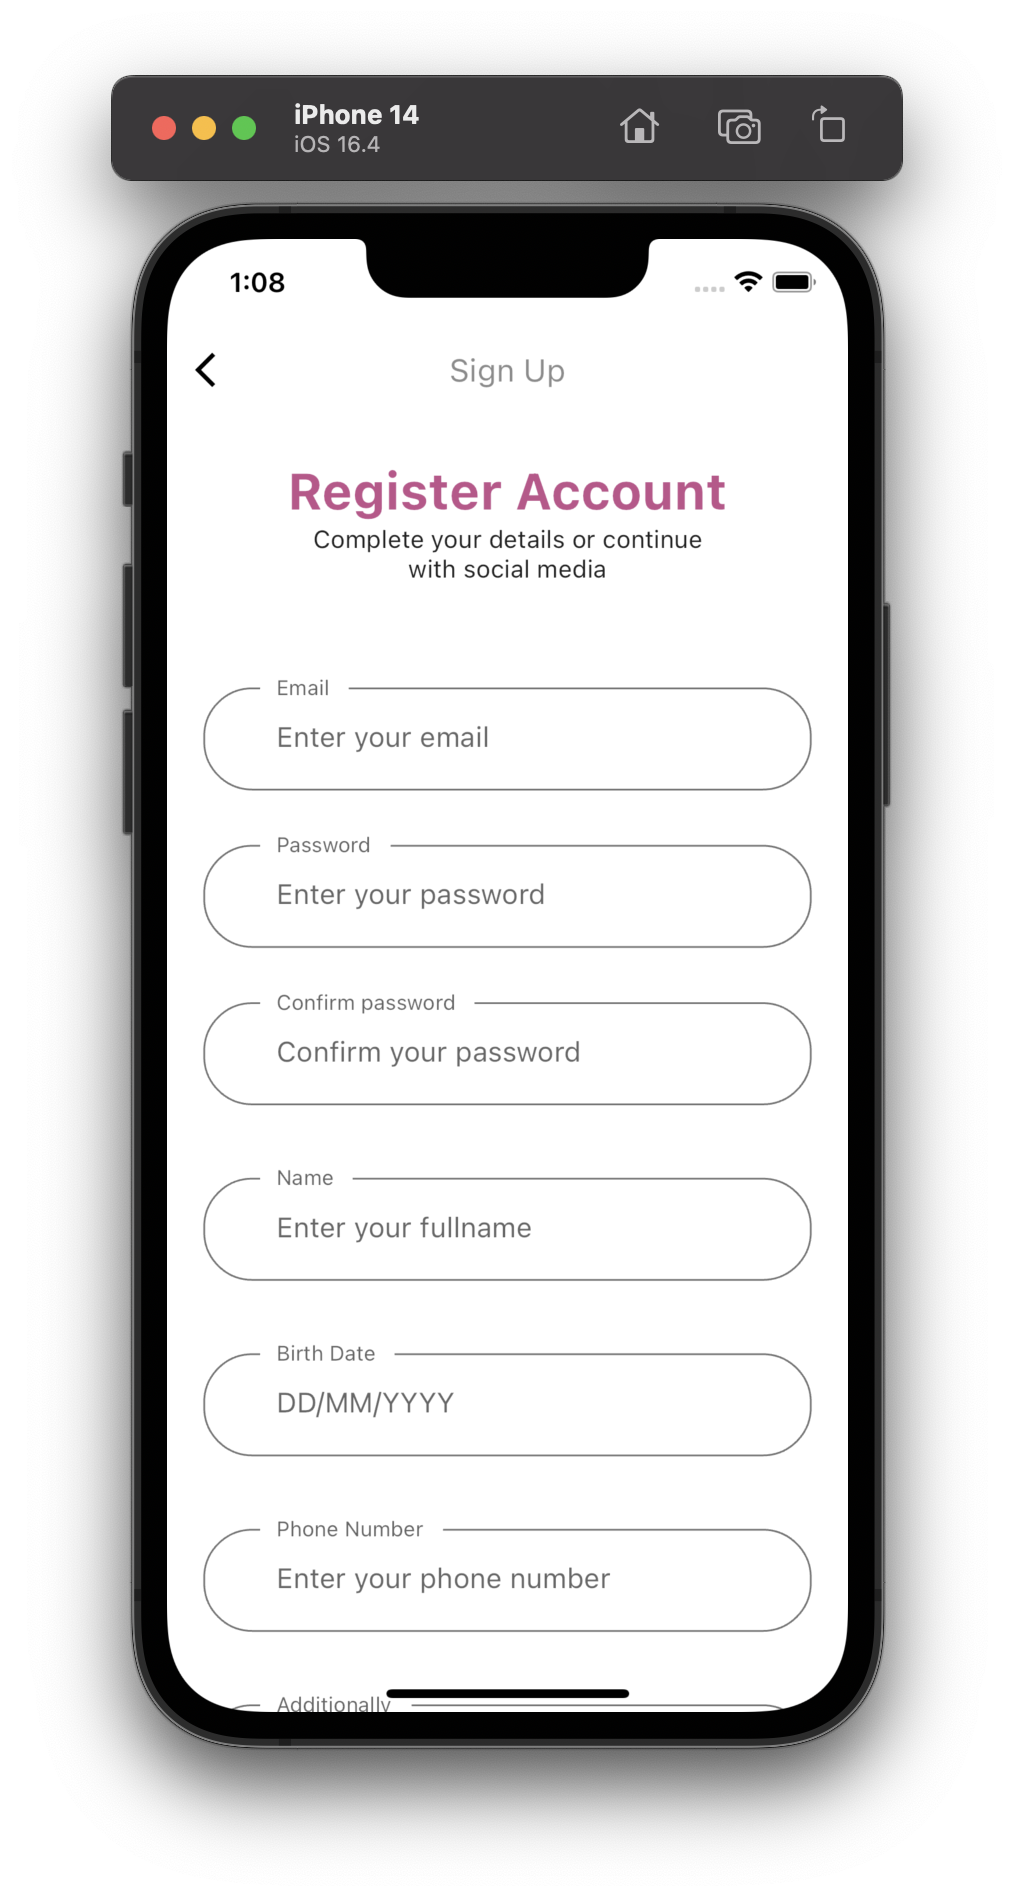 iPhone 14
iOS 16.4
1:08
Sign Up
Register Account
Complete your details or continue
with social media
Email
Enter your email
Password
Enter your password
Confirm password
Confirm your password
Name
Enter your fullname
Birth Date
DD/MM/YYYY
Phone Number
Enter your phone number
Additionally